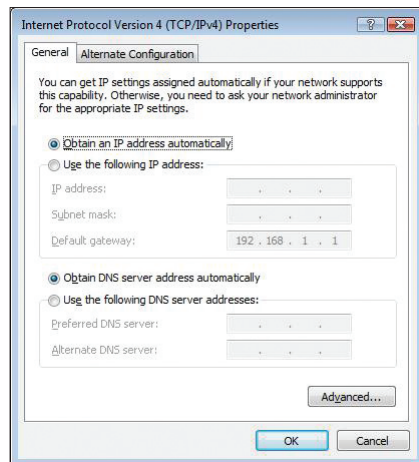 Internet Protocol Version 4 (TCP/IPv4) Properties
General Alternate Configuration
You can get IP settings assigned automatically if your network supports
this capability. Otherwise, you need to ask your network administrator
for the appropriate IP settings.
Obtain an IP address automatically
Use the following IP address:
IP address: . . .
Subnet mask: . . .
Default gateway: 192 . 168 . 1 . 1
Obtain DNS server address automatically
Use the following DNS server addresses:
Preferred DNS server: . . .
Alternate DNS server: . . .
Advanced...
OK Cancel